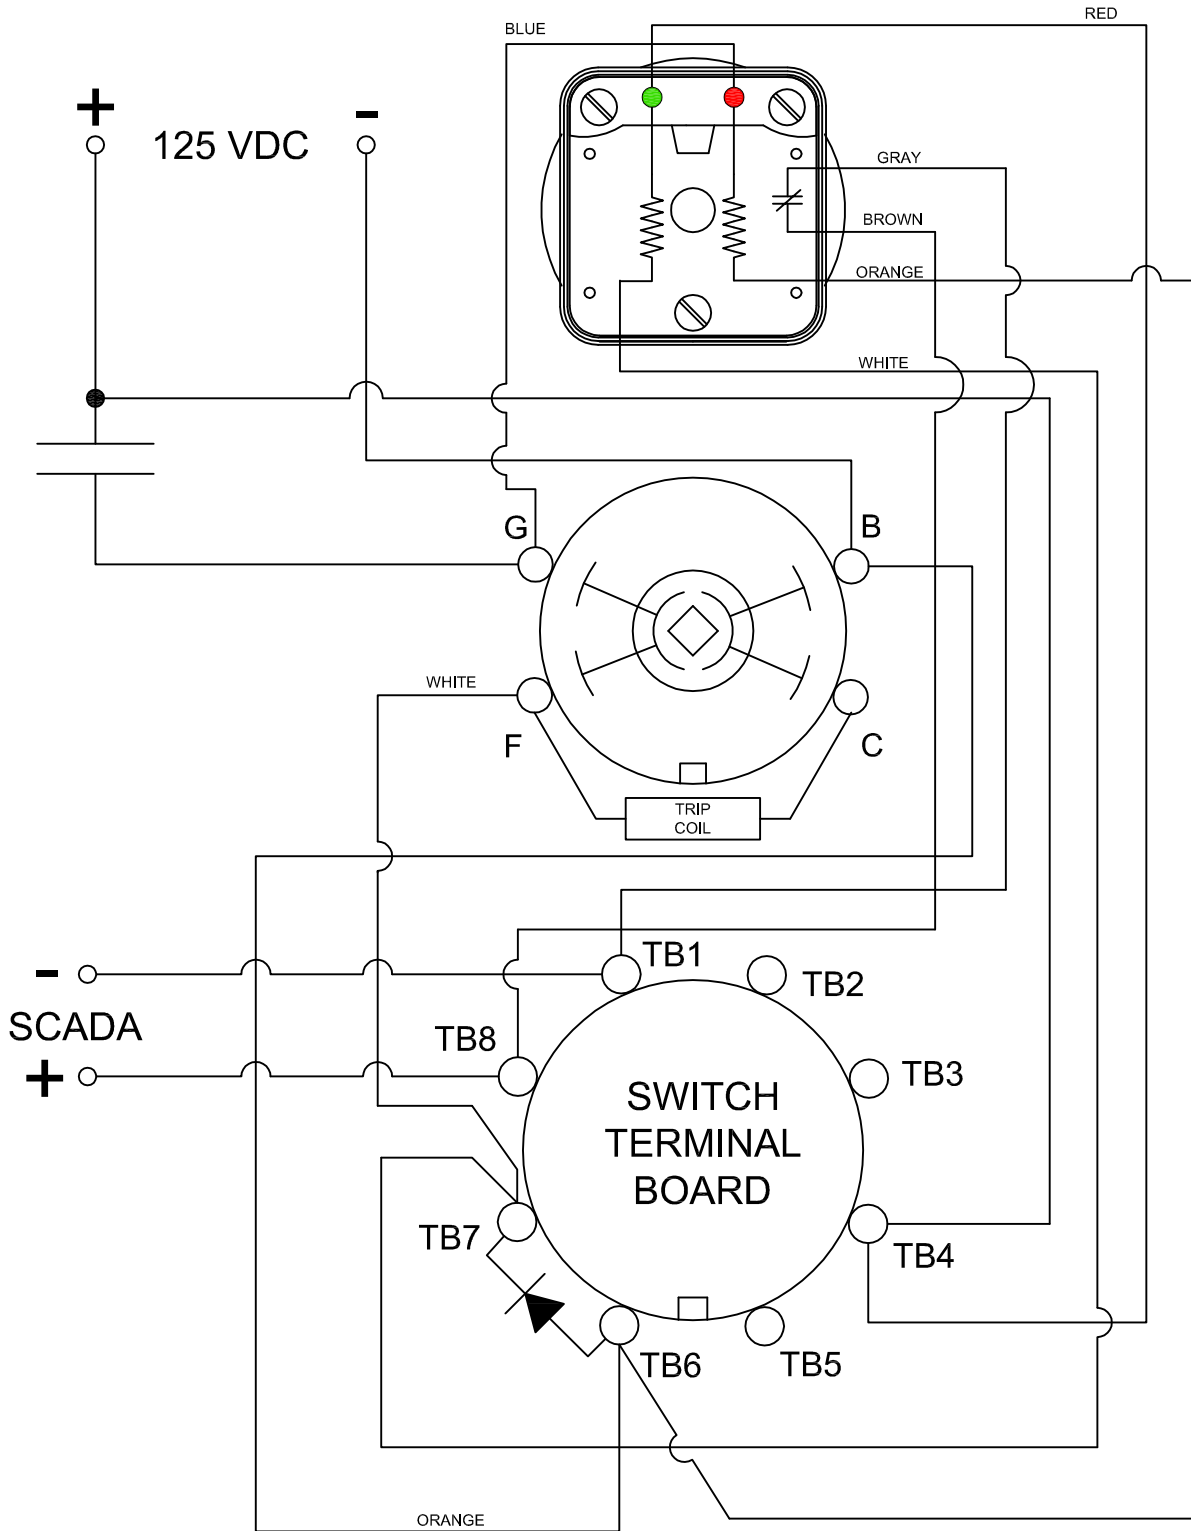 RED
BLUE
+
-
125 VDC
GRAY
BROWN
ORANGE
WHITE
G
B
WHITE
F
C
TRIP
COIL
-
TB1
TB2
SCADA
TB8
+
TB3
SWITCH
TERMINAL
BOARD
TB7
TB4
TB6
TB5
ORANGE